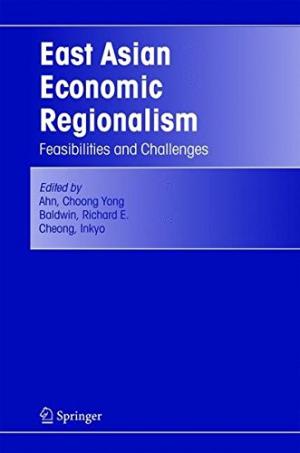 East Asian
Economic
Regionalism
Feasibilities and Challenges
Edited by
Ahn, Choong Yong
Baldwin, Richard E.
Cheong, Inkyo
Springer